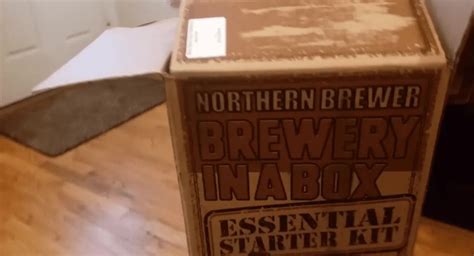 NORTHERN BREWER
BREWERY
IN A BOX
ESSENTIAL
STARTER KIT